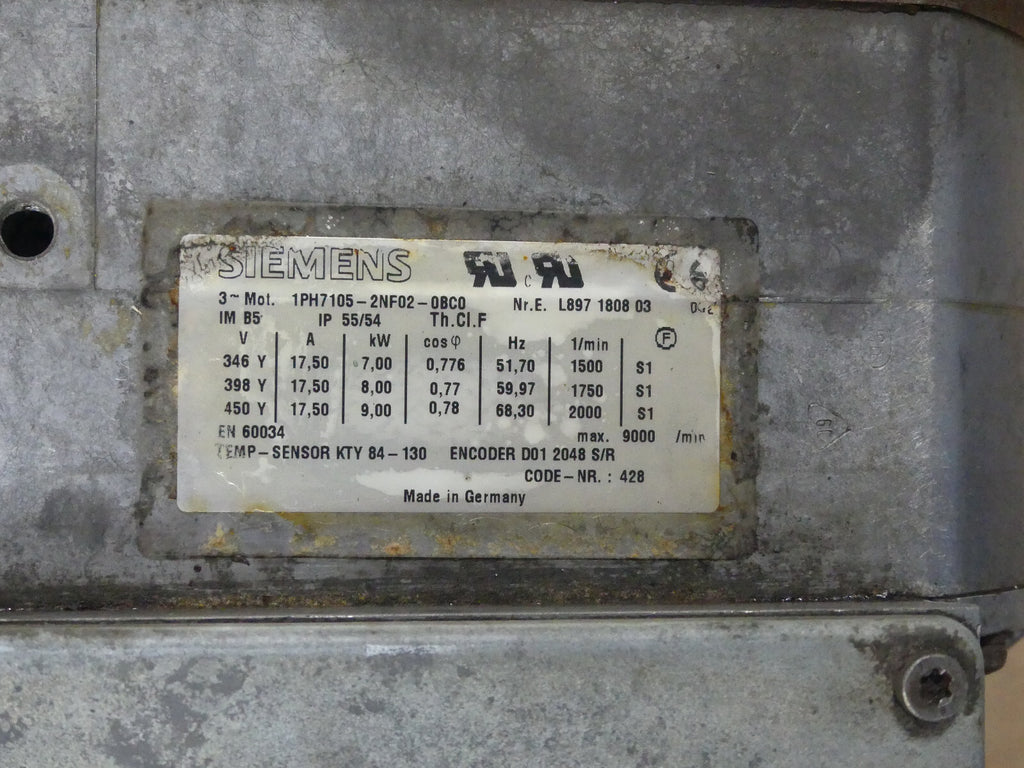 SIEMENS
3~ Mot. 1PH7105-2NF02-0BC0 Nr.E. L897 1808 03
IM B5 IP 55/54 Th.Cl.F
V A kW cosφ Hz 1/min F
346 Y 17,50 7,00 0,776 51,70 1500 S1
398 Y 17,50 8,00 0,77 59,97 1750 S1
450 Y 17,50 9,00 0,78 68,30 2000 S1
EN 60034 max. 9000 /min
TEMP-SENSOR KTY 84-130 ENCODER D01 2048 S/R
CODE-NR.: 428
Made in Germany